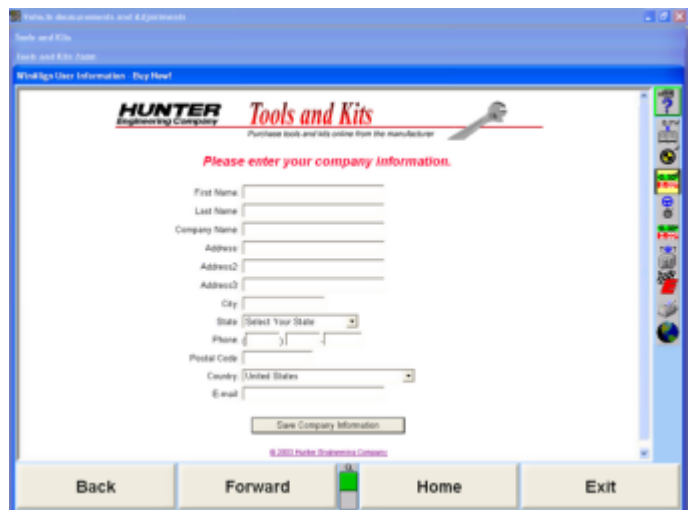 Vehicle Measurements and Adjustments
Tools and Kits
Tools and Kits Zoom
WinAlign User Information - Buy Now!
HUNTER
Engineering Company
Tools and Kits
Purchase tools and kits online from the manufacturer
Please enter your company information.
First Name
Last Name
Company Name
Address
Address2
Address3
City
State Select Your State
Phone ( ) -
Postal Code
Country United States
E-mail
Save Company Information
© 2003 Hunter Engineering Company
Back Forward Home Exit